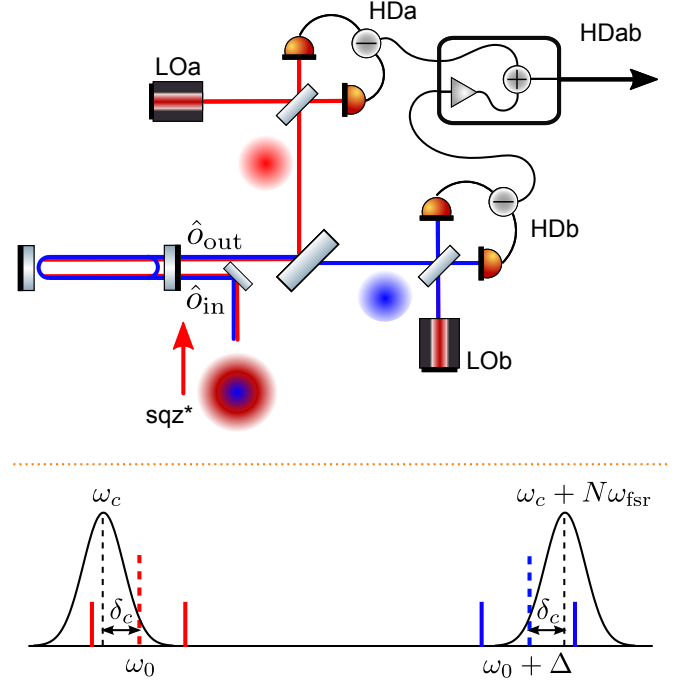 HDa
HDab
LOa
−
+
−
HDb
ô_out
ô_in
LOb
sqz*
ω_c
ω_c + Nω_fsr
δ_c
δ_c
ω_0
ω_0 + Δ